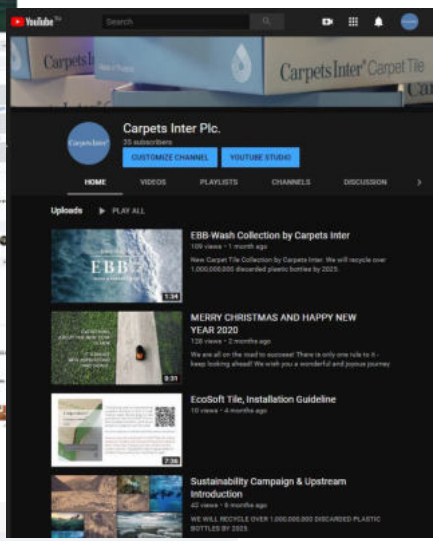 YouTube TH
Search
Carpets Inter® Carpet Tile
Carpets Inter Plc.
35 subscribers
Carpets Inter®
CUSTOMIZE CHANNEL
YOUTUBE STUDIO
HOME VIDEOS PLAYLISTS CHANNELS DISCUSSION
Uploads PLAY ALL
EBB
1:34
EBB-Wash Collection by Carpets Inter
109 views • 1 month ago
New Carpet Tile Collection by Carpets Inter. We will recycle over
1,000,000,000 discarded plastic bottles by 2025.
0:31
MERRY CHRISTMAS AND HAPPY NEW
YEAR 2020
128 views • 2 months ago
We are all on the road to success! There is only one rule to it -
keep looking ahead! We wish you a wonderful and joyous journey
7:36
EcoSoft Tile, Installation Guideline
10 views • 4 months ago
Sustainability Campaign & Upstream
Introduction
42 views • 6 months ago
WE WILL RECYCLE OVER 1.000.000.000 DISCARDED PLASTIC
BOTTLES BY 2025.